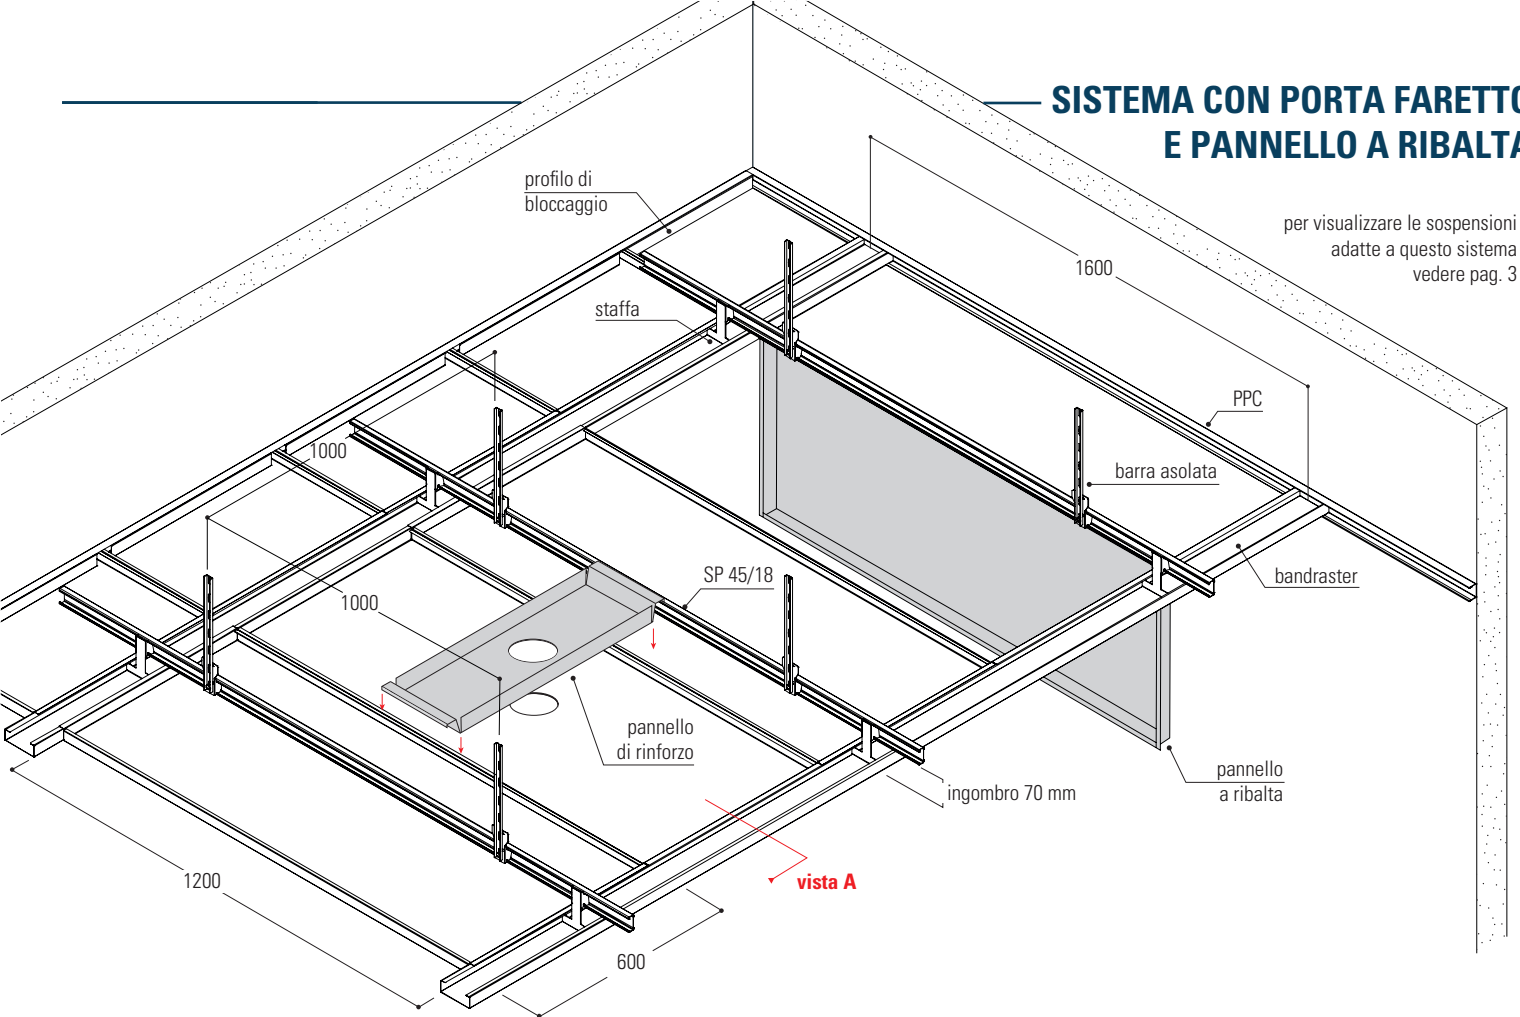 SISTEMA CON PORTA FARETTO
E PANNELLO A RIBALTA
per visualizzare le sospensioni
adatte a questo sistema
vedere pag. 3
profilo di
bloccaggio
1600
staffa
PPC
1000
barra asolata
SP 45/18
bandraster
1000
pannello
di rinforzo
pannello
a ribalta
ingombro 70 mm
1200
vista A
600